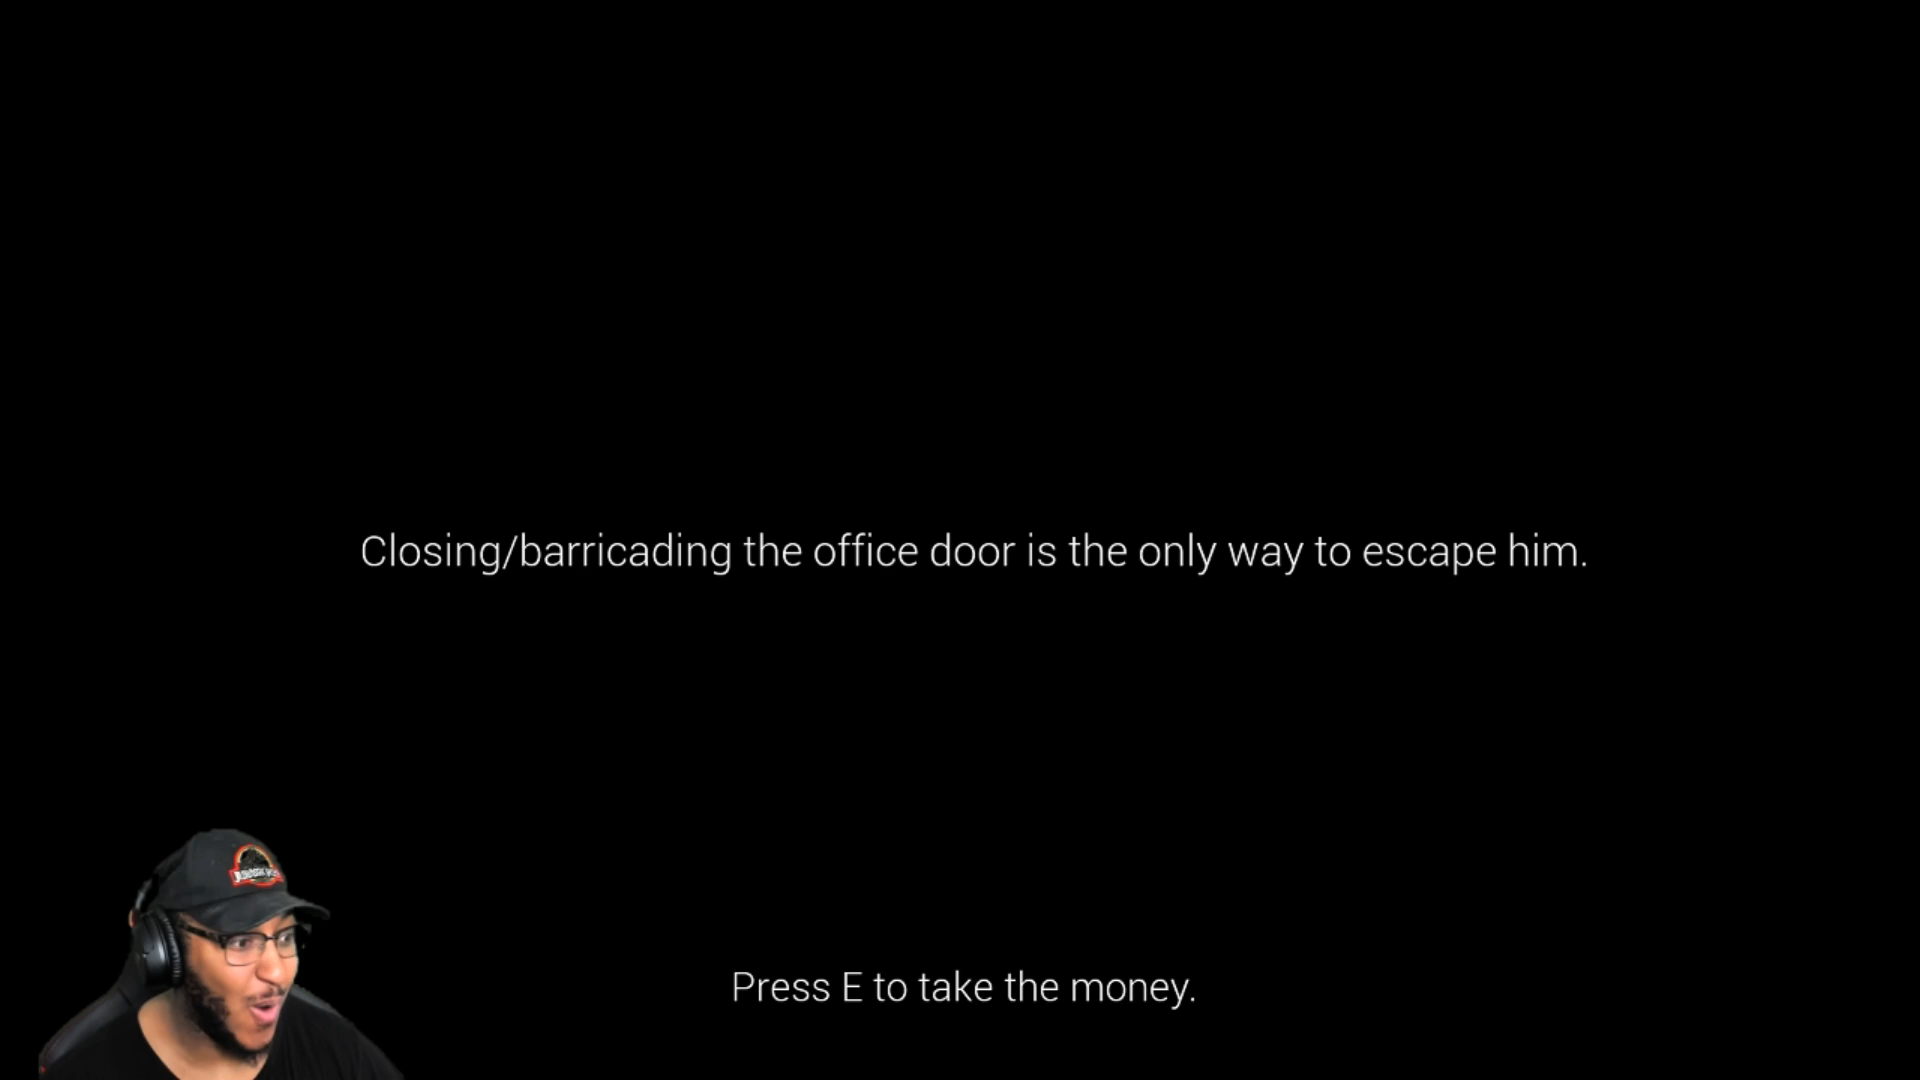 Closing/barricading the office door is the only way to escape him.
Press E to take the money.